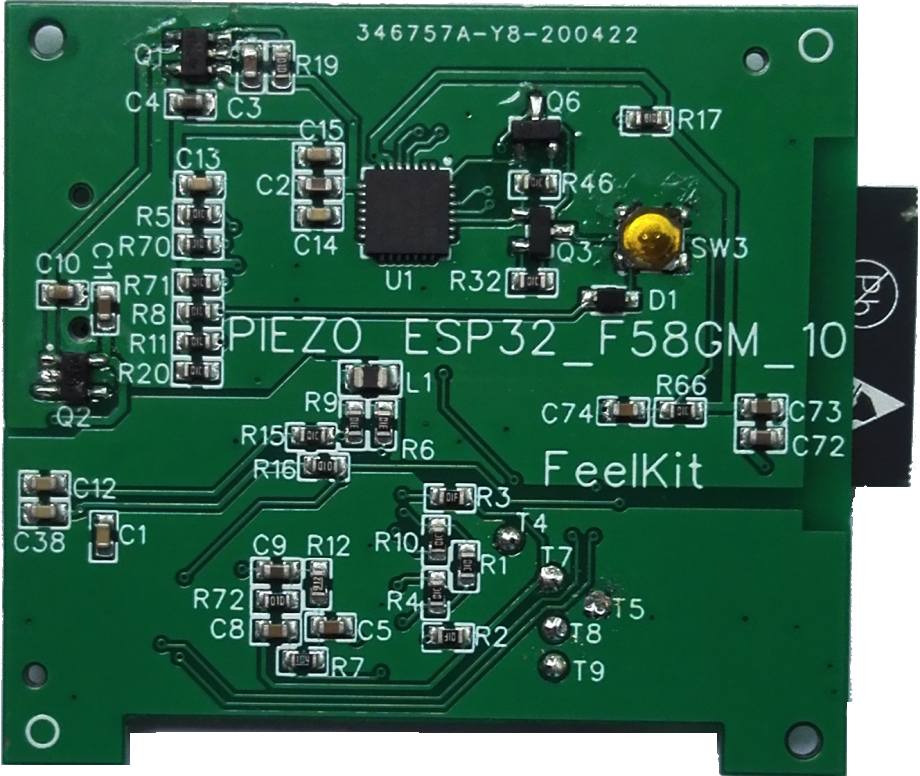 346757A-Y8-200422
Q1
R19
C4
C3
Q6
R17
C15
C13
C2
R46
R5
C14
R70
Q3
SW3
C10
C11
R71
U1
R32
Pb
D1
R8
PIEZO ESP32_F58GM_10
R11
R20
L1
Q2
R9
R66
C74
C73
R15
R6
C72
R16
FeelKit
C12
R3
C38
C1
T4
R10
C9
R12
R1
T7
R72
R4
T5
C8
C5
R2
T8
R7
T9